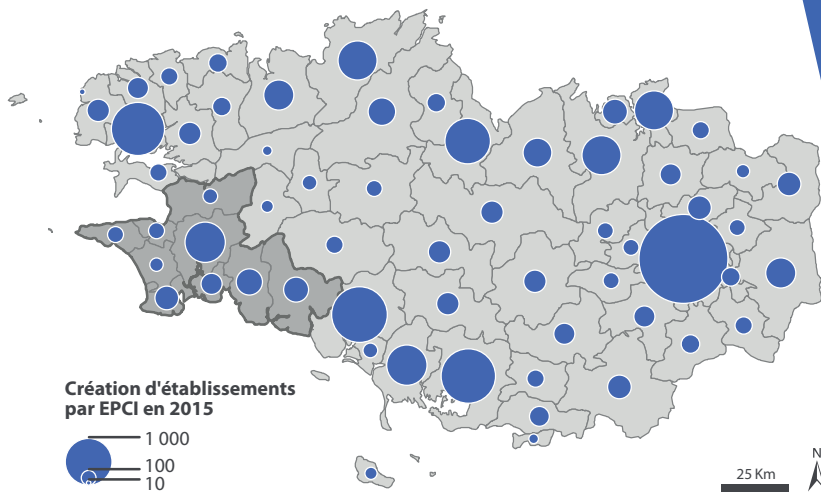 Création d'établissements
par EPCI en 2015
1 000
100
10
25 Km
N